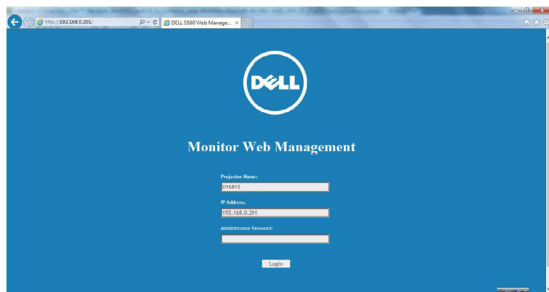 http://192.168.0.201/
DELL S560 Web Manage...
DELL
Monitor Web Management
Projector Name:
D16815
IP Address:
192.168.0.201
Administrator Password:
Login